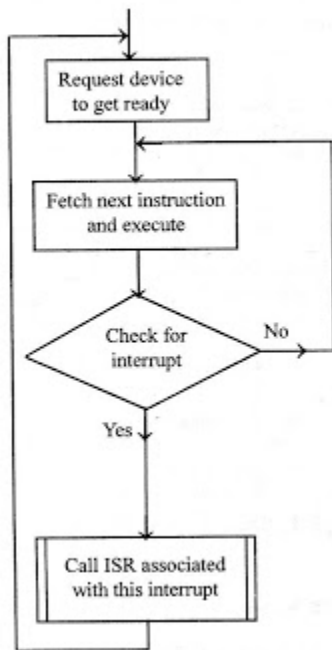 Request device
to get ready
Fetch next instruction
and execute
Check for
interrupt
No
Yes
Call ISR associated
with this interrupt